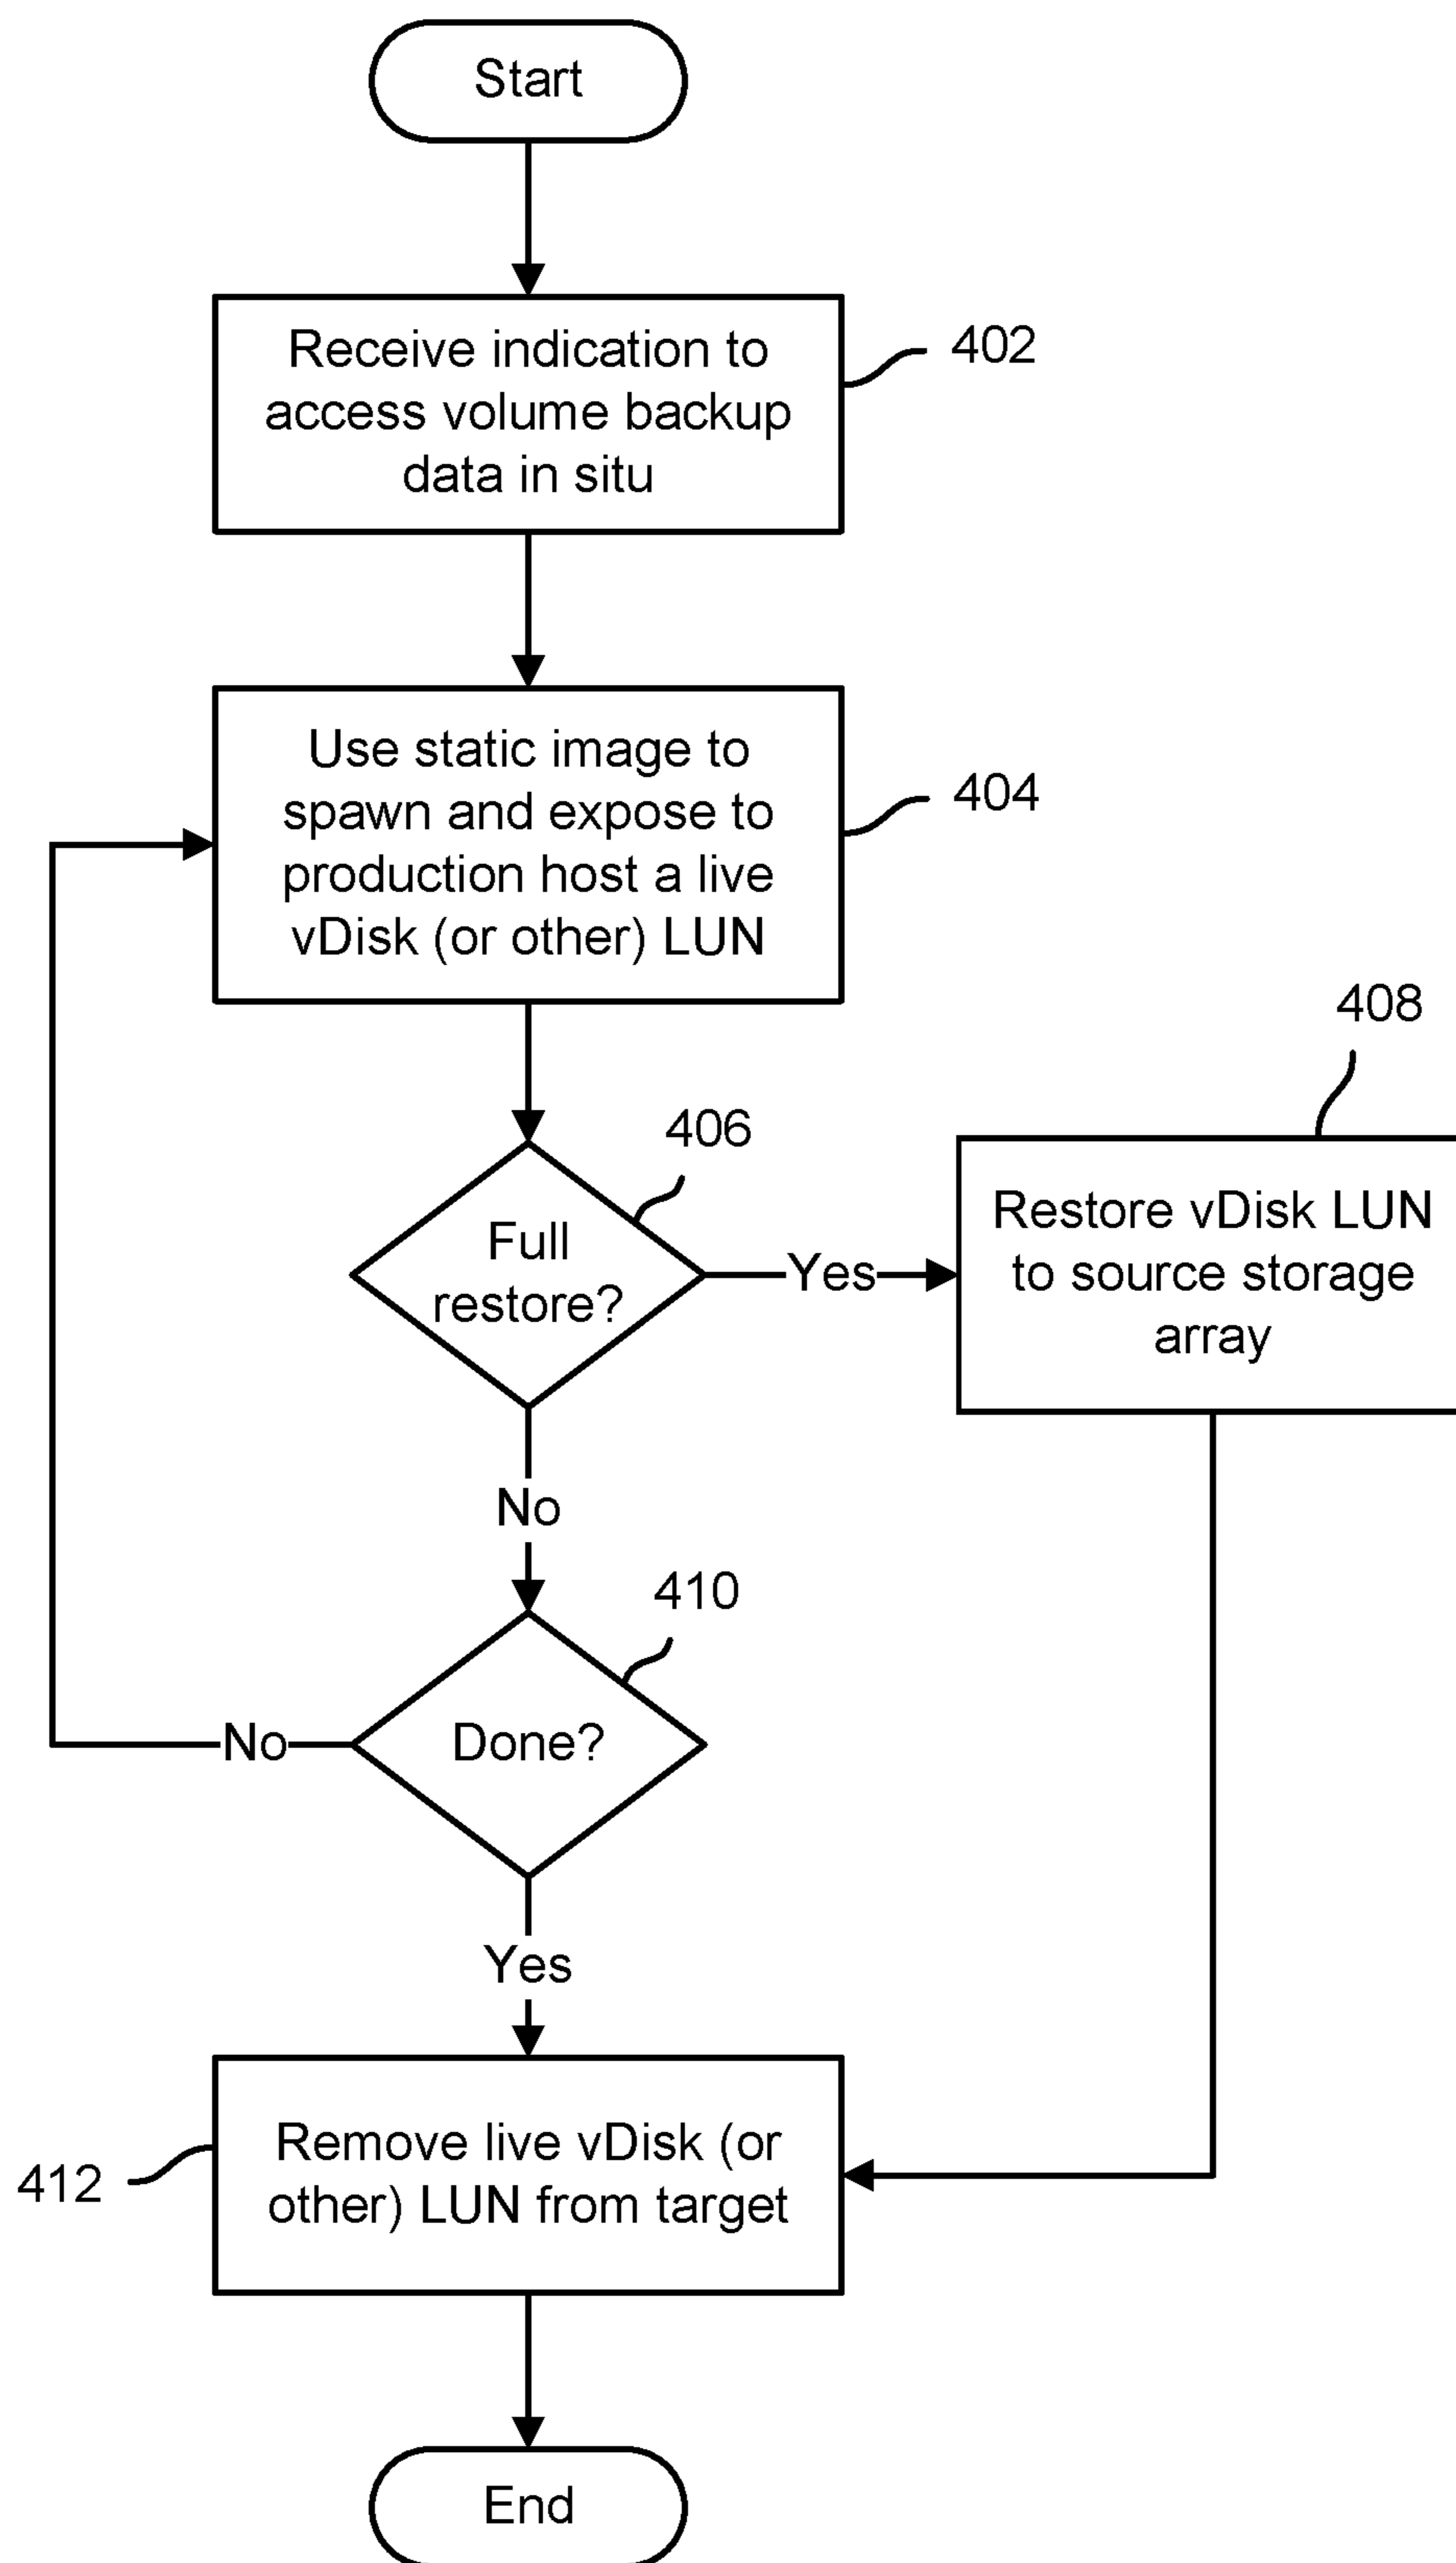 Start
Receive indication to
access volume backup
data in situ
402
Use static image to
spawn and expose to
production host a live
vDisk (or other) LUN
404
406
Full
restore?
Yes
408
Restore vDisk LUN
to source storage
array
No
410
Done?
No
Yes
Remove live vDisk (or
other) LUN from target
412
End